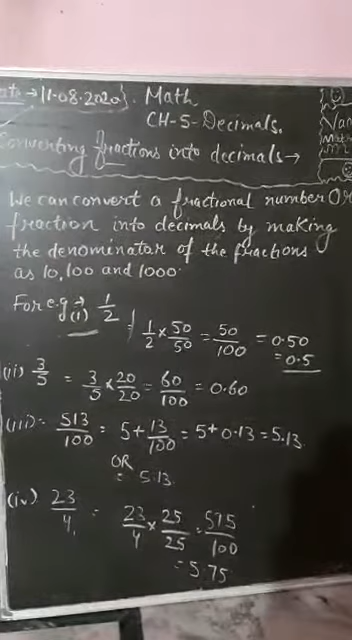 Date → 11-08-2020}. Math
CH-5-Decimals.
Converting fractions into decimals→
We can convert a fractional number OR
fraction into decimals by making
the denominator of the fractions
as 10,100 and 1000.
For e.g → (i) 1/2 = 1/2 × 50/50 = 50/100 = 0.50
= 0.5
(ii) 3/5 = 3/5 × 20/20 = 60/100 = 0.60
(iii) 513/100 = 5+13/100 = 5+0.13 = 5.13.
OR
= 5.13
(iv) 23/4 = 23/4 × 25/25 = 575/100
= 5.75